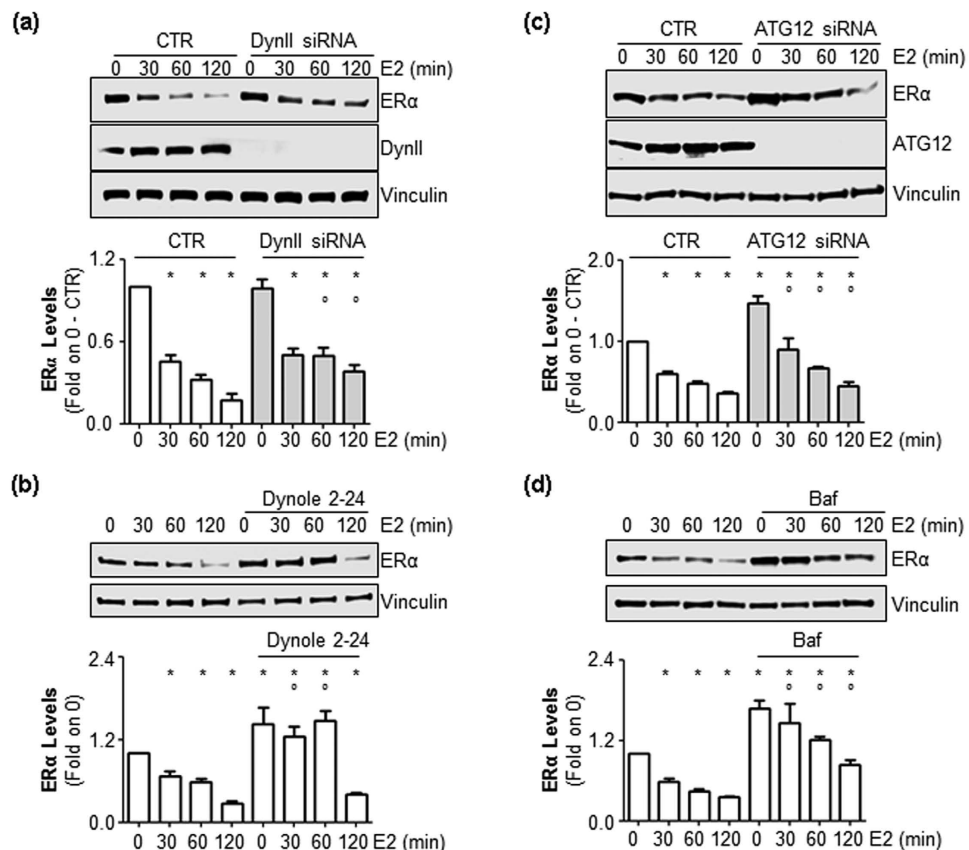 (a)
CTR DynII siRNA
0 30 60 120 0 30 60 120 E2 (min)
ERα
DynII
Vinculin
CTR DynII siRNA
1.2
* * * * * *
° °
0.6
0.0
ERα Levels
(Fold on 0 - CTR)
0 30 60 120 0 30 60 120 E2 (min)
(b)
Dynole 2-24
0 30 60 120 0 30 60 120 E2 (min)
ERα
Vinculin
Dynole 2-24
2.4
* * * * * * *
° °
1.2
0.0
ERα Levels
(Fold on 0)
0 30 60 120 0 30 60 120 E2 (min)
(c)
CTR ATG12 siRNA
0 30 60 120 0 30 60 120 E2 (min)
ERα
ATG12
Vinculin
CTR ATG12 siRNA
2.0
* * * * * * *
° ° °
1.0
0.0
ERα Levels
(Fold on 0 - CTR)
0 30 60 120 0 30 60 120 E2 (min)
(d)
Baf
0 30 60 120 0 30 60 120 E2 (min)
ERα
Vinculin
Baf
2.4
* * * * * * *
° ° °
1.2
0.0
ERα Levels
(Fold on 0)
0 30 60 120 0 30 60 120 E2 (min)